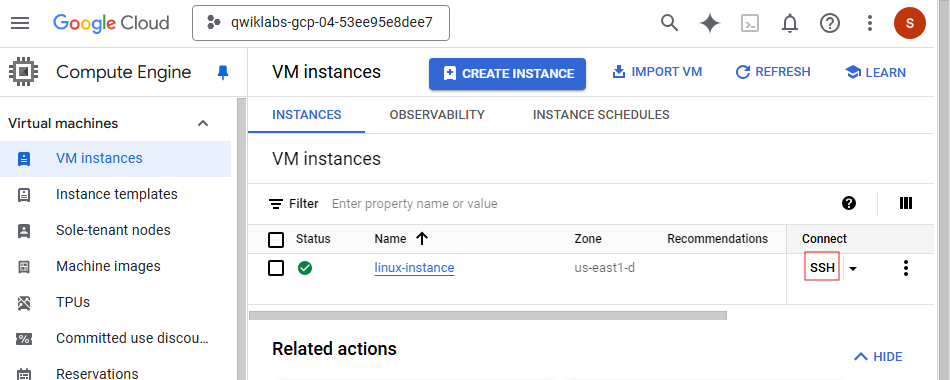 Google Cloud
qwiklabs-gcp-04-53ee95e8dee7
S
Compute Engine
VM instances
CREATE INSTANCE
IMPORT VM
REFRESH
LEARN
Virtual machines
VM instances
Instance templates
Sole-tenant nodes
Machine images
TPUs
Committed use discou...
Reservations
INSTANCES
OBSERVABILITY
INSTANCE SCHEDULES
VM instances
Filter Enter property name or value
Status Name Zone Recommendations Connect
linux-instance us-east1-d SSH
Related actions
HIDE